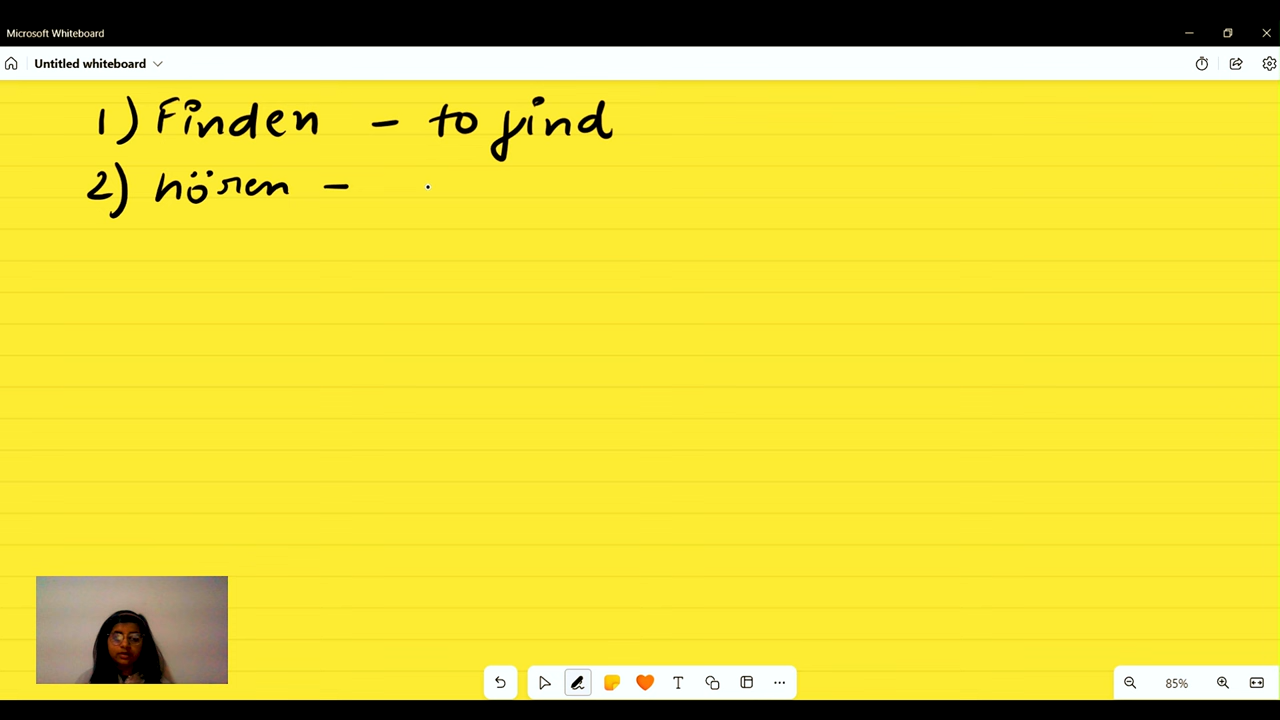 Microsoft Whiteboard
Untitled whiteboard
1) Finden - to find
2) hören -
T
85%